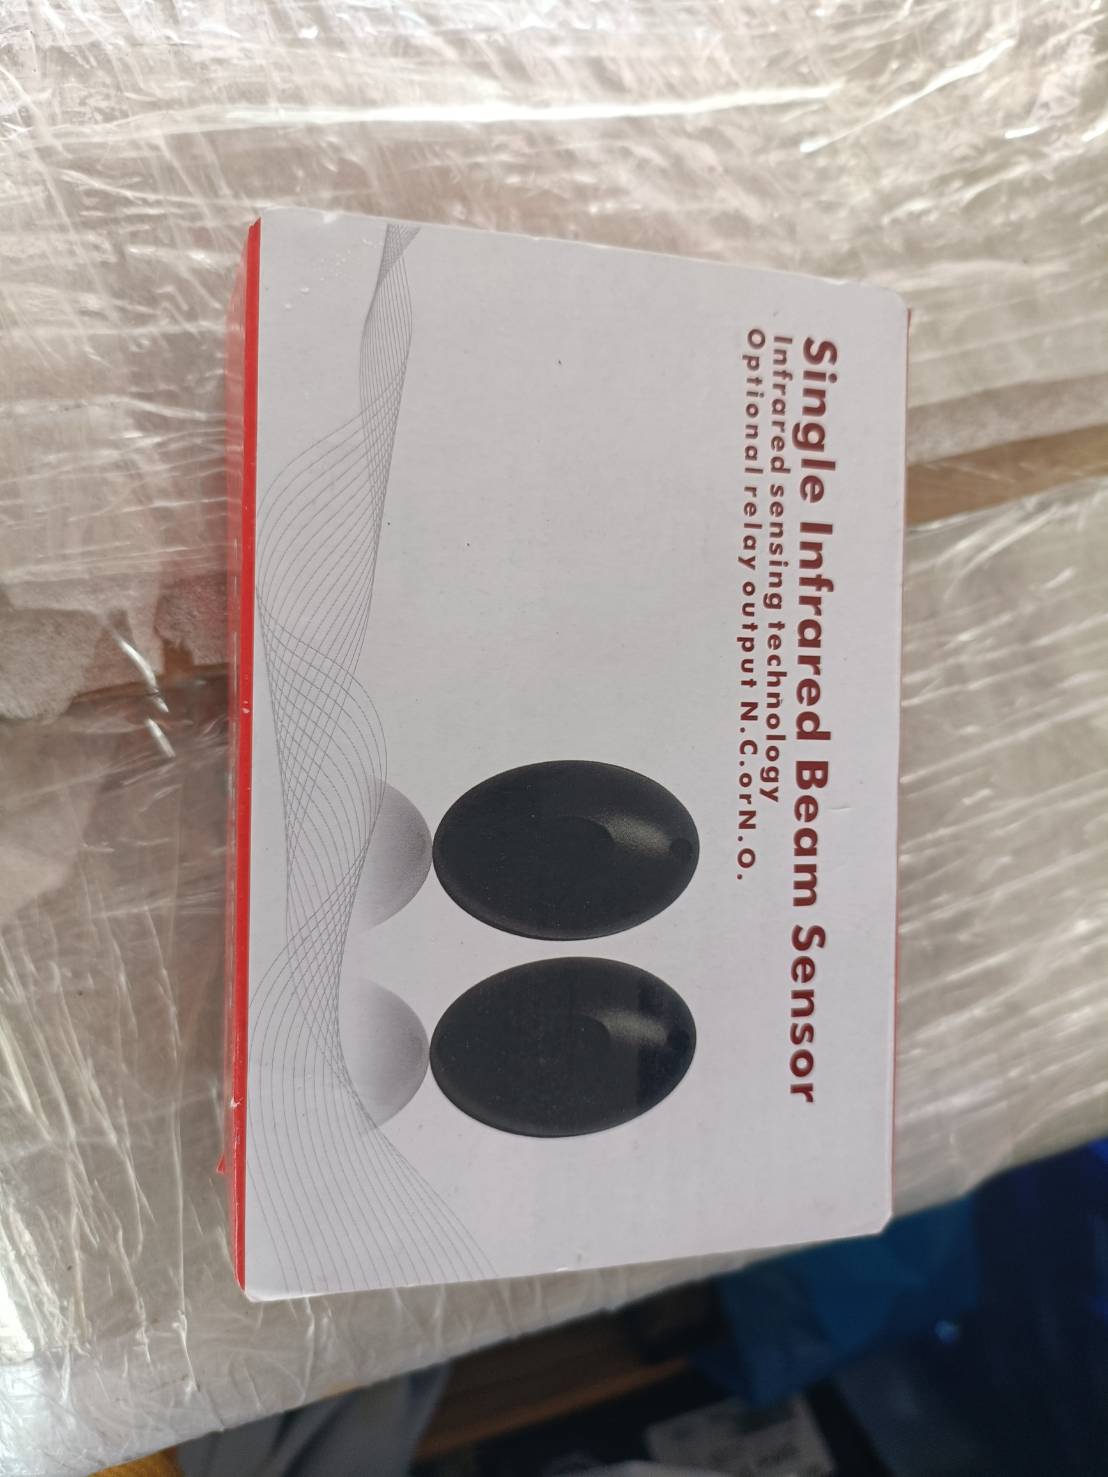 Single Infrared Beam Sensor
Infrared sensing technology
Optional relay output N.C.orN.O.